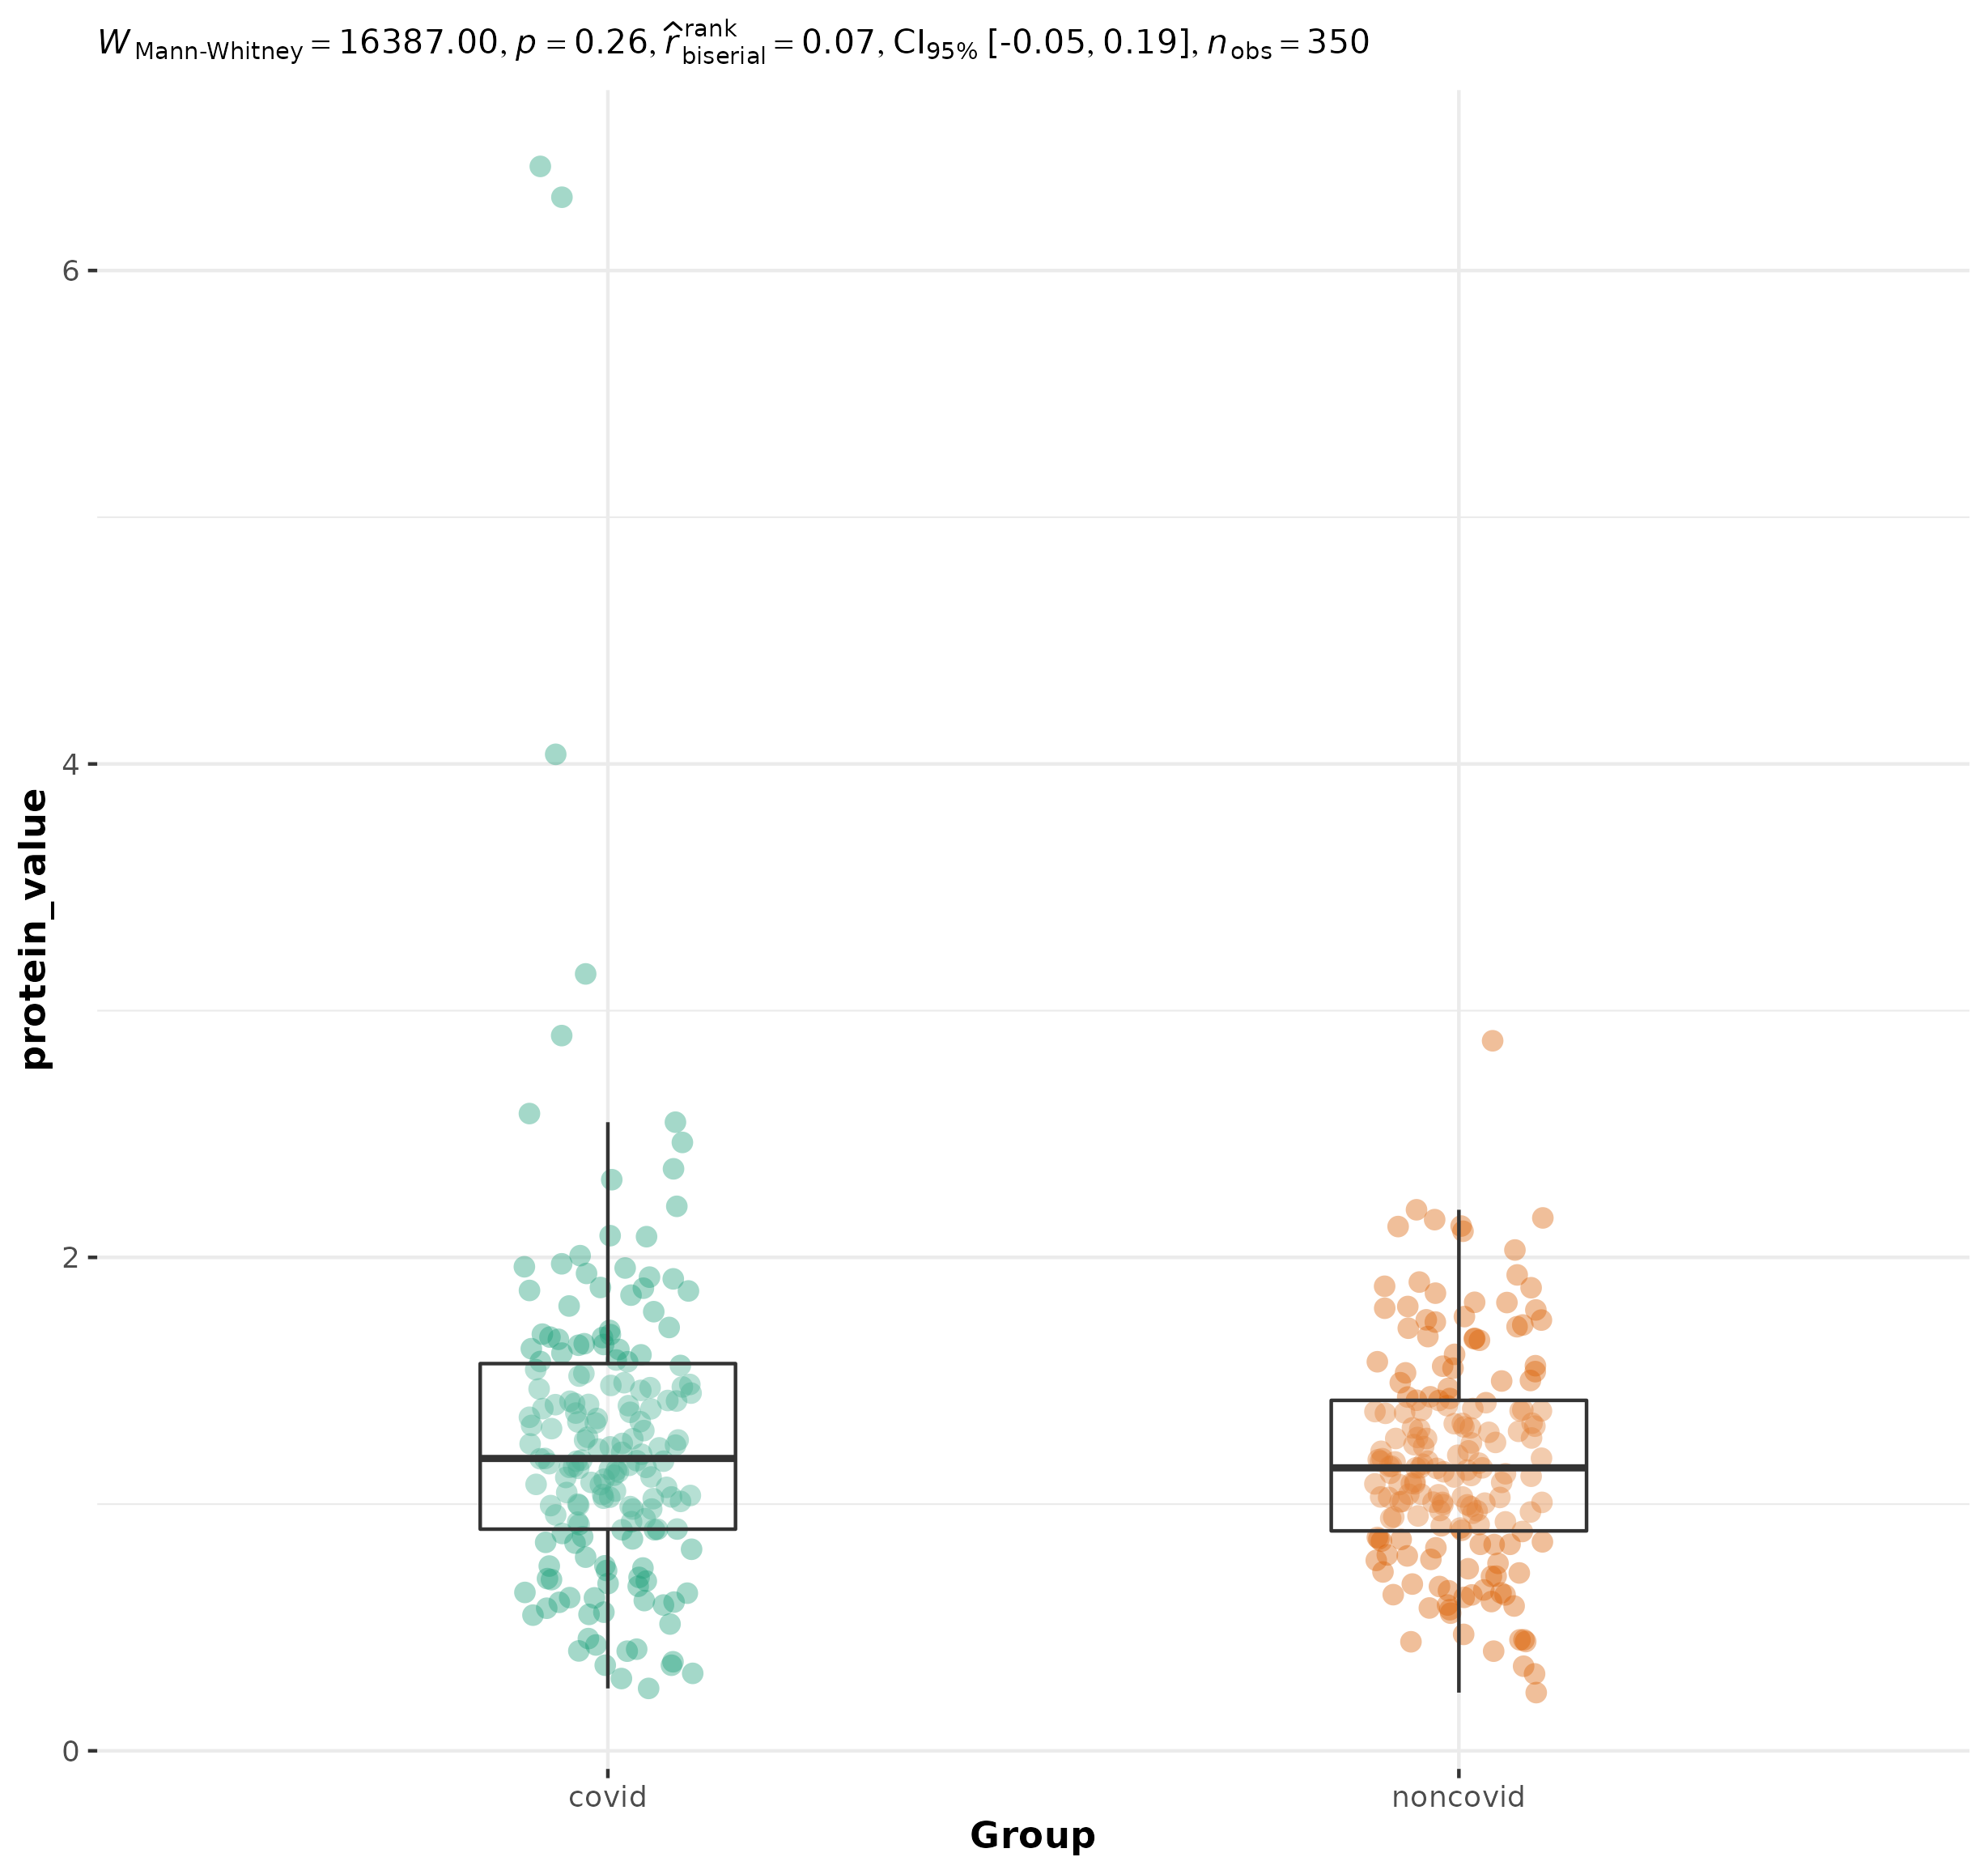 W Mann-Whitney = 16387.00, p = 0.26, r̂ rank biserial = 0.07, CI95% [-0.05, 0.19], n obs = 350
6
4
2
0
protein_value
covid noncovid
Group